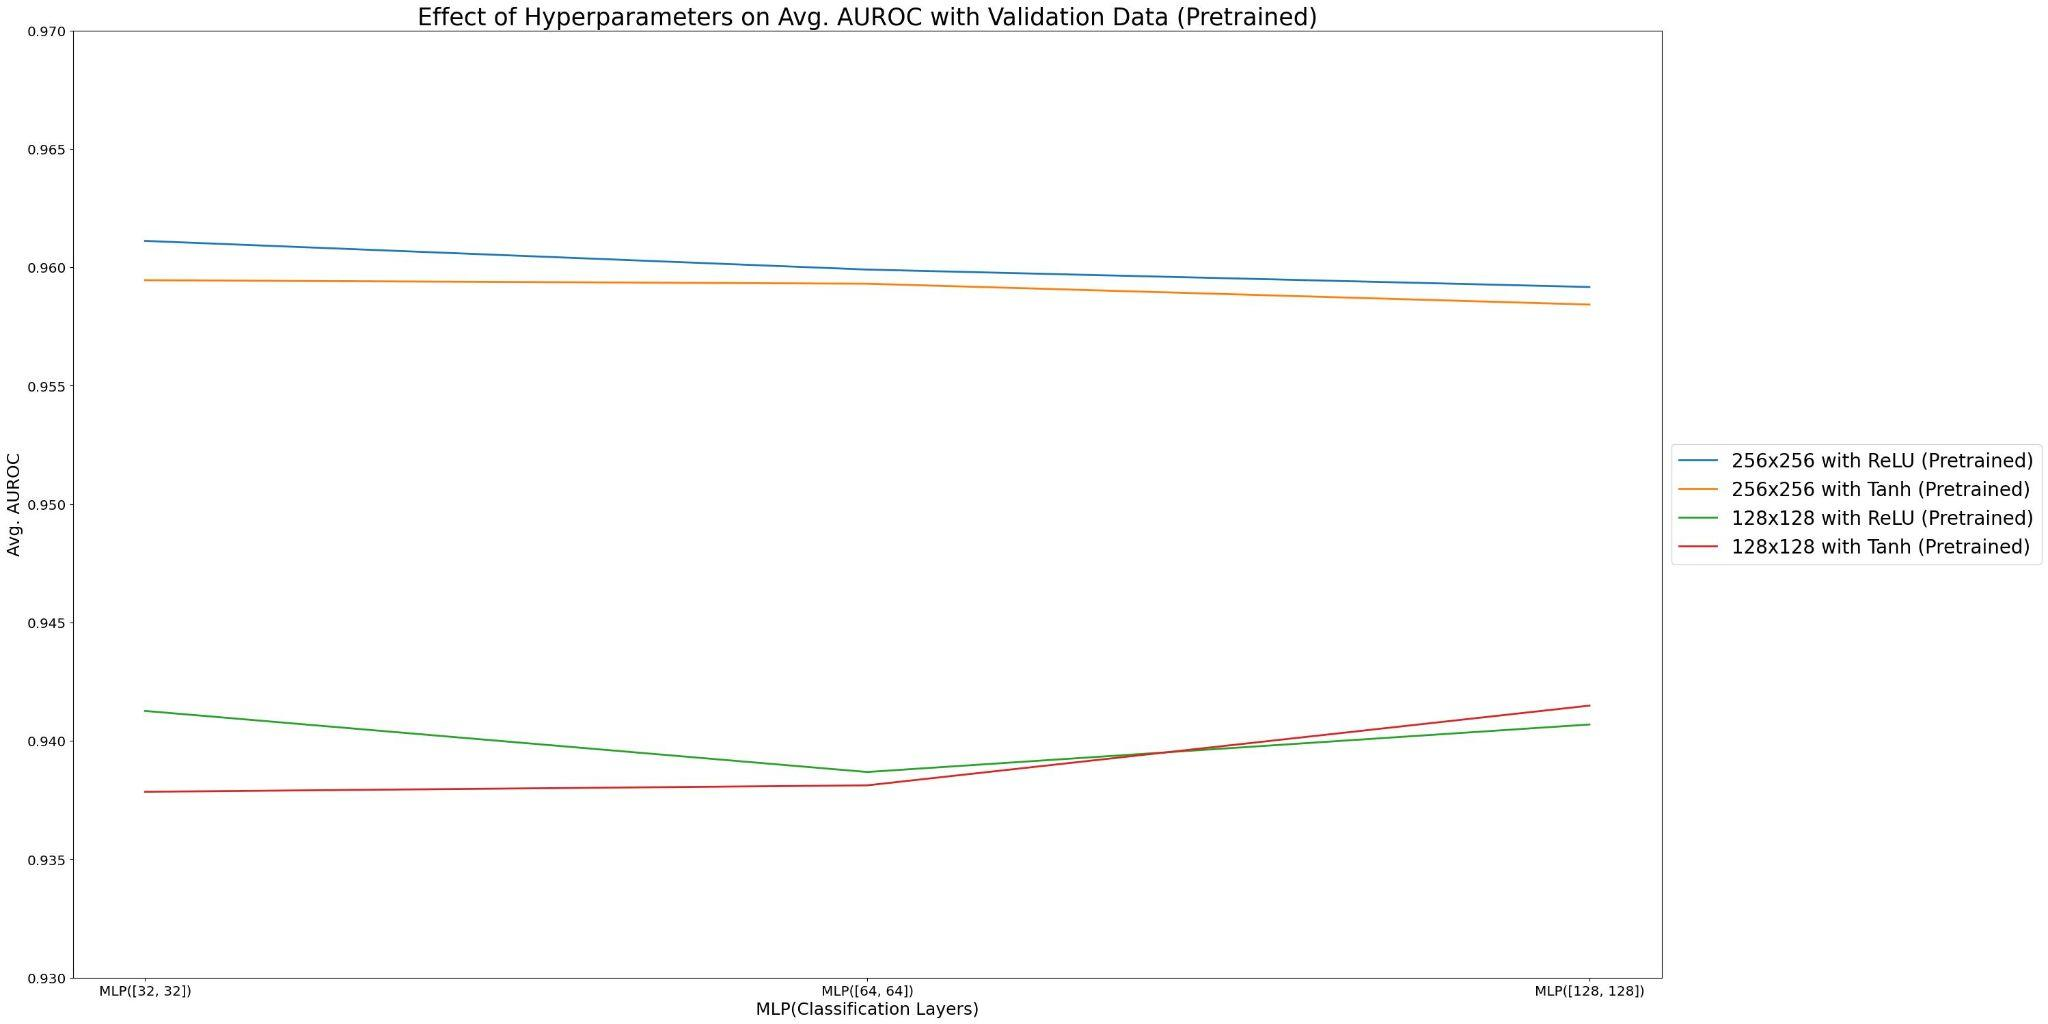 Effect of Hyperparameters on Avg. AUROC with Validation Data (Pretrained)
Avg. AUROC
0.970
0.965
0.960
0.955
0.950
0.945
0.940
0.935
0.930
MLP([32, 32])
MLP([64, 64])
MLP([128, 128])
MLP(Classification Layers)
256x256 with ReLU (Pretrained)
256x256 with Tanh (Pretrained)
128x128 with ReLU (Pretrained)
128x128 with Tanh (Pretrained)